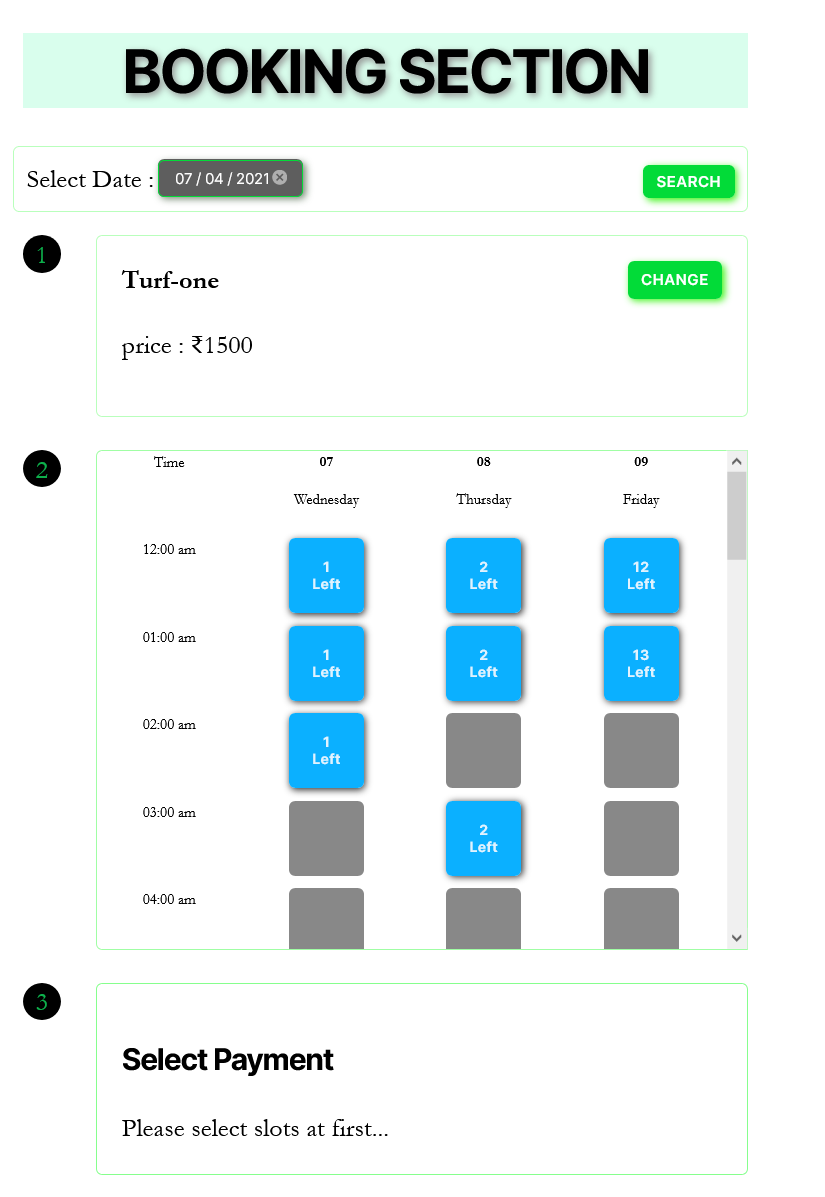 BOOKING SECTION
Select Date : 07 / 04 / 2021 SEARCH
1
Turf-one CHANGE
price : ₹1500
2
Time 07 08 09
Wednesday Thursday Friday
12:00 am
1 2 12
Left Left Left
01:00 am
1 2 13
Left Left Left
02:00 am
1
Left
03:00 am
2
Left
04:00 am
3
Select Payment
Please select slots at first...